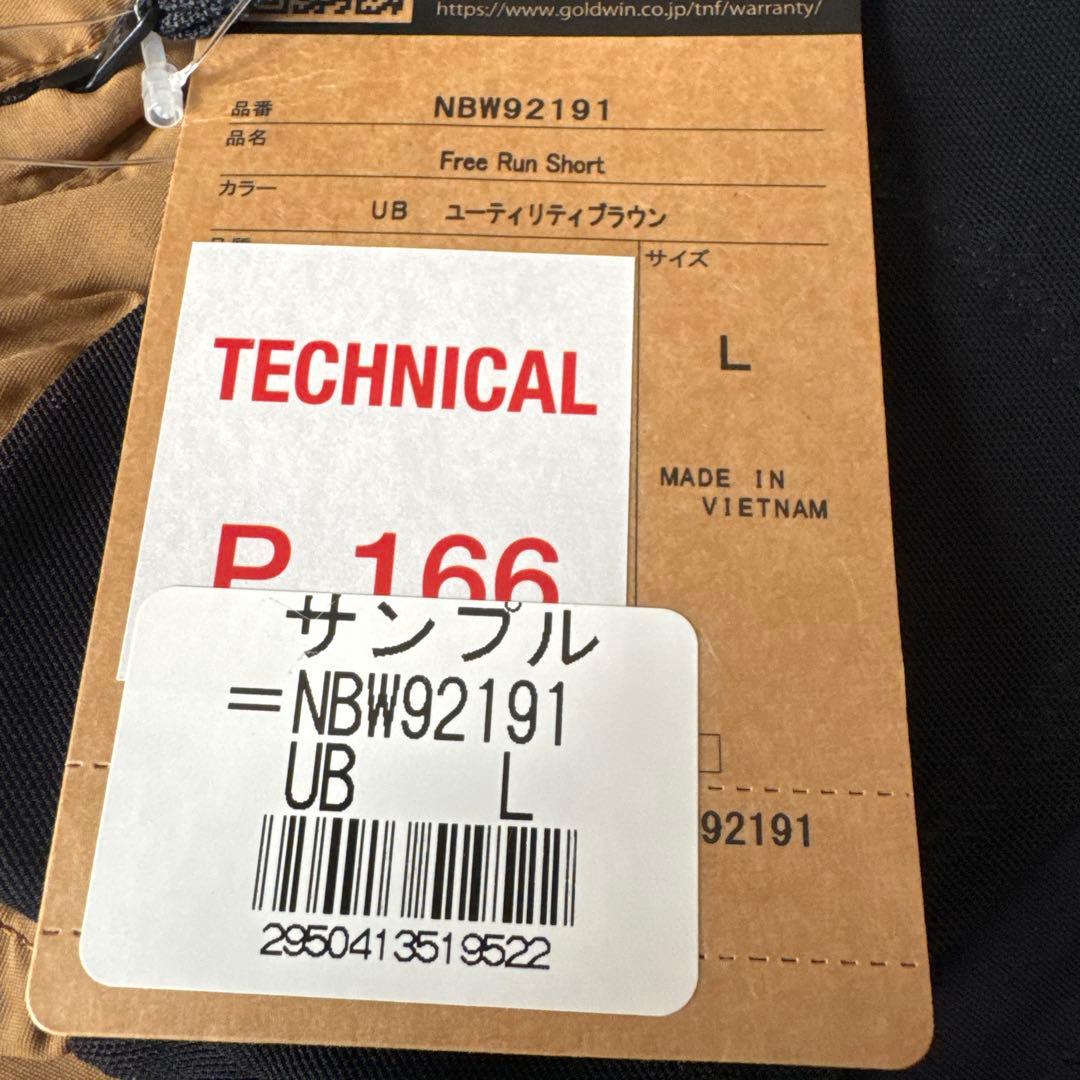 https://www.goldwin.co.jp/tnf/warranty/
品番 NBW92191
品名 Free Run Short
カラー UB ユーティリティブラウン
サイズ
L
TECHNICAL
MADE IN
VIETNAM
P 166
サンプル
=NBW92191
UB L
92191
2950413519522